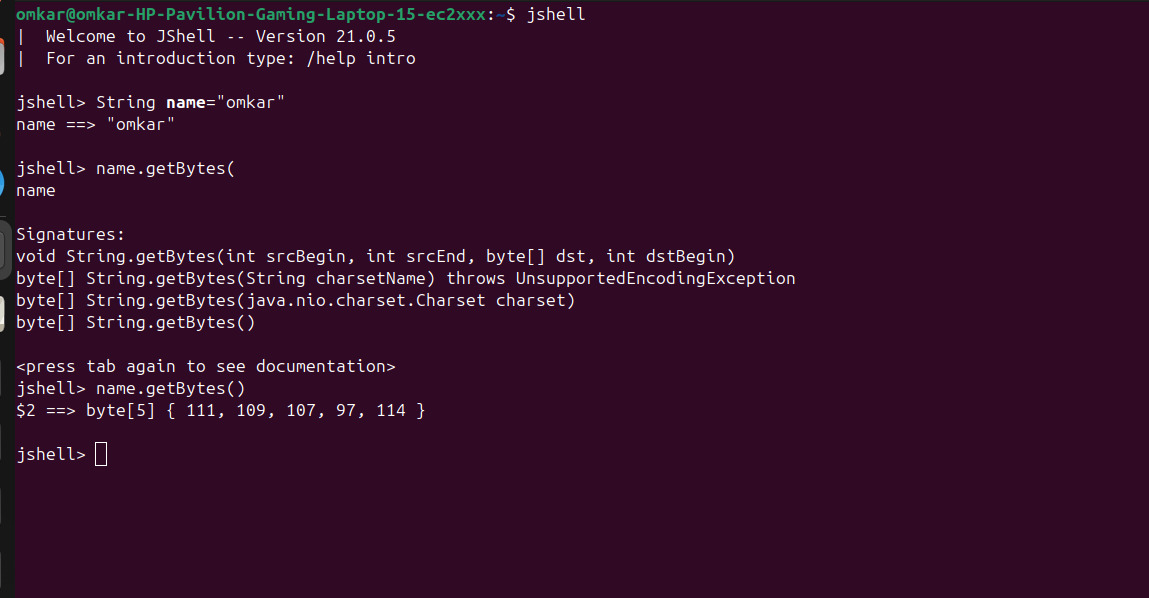 omkar@omkar-HP-Pavilion-Gaming-Laptop-15-ec2xxx:~$ jshell
|  Welcome to JShell -- Version 21.0.5
|  For an introduction type: /help intro

jshell> String name="omkar"
name ==> "omkar"

jshell> name.getBytes(
name

Signatures:
void String.getBytes(int srcBegin, int srcEnd, byte[] dst, int dstBegin)
byte[] String.getBytes(String charsetName) throws UnsupportedEncodingException
byte[] String.getBytes(java.nio.charset.Charset charset)
byte[] String.getBytes()

<press tab again to see documentation>
jshell> name.getBytes()
$2 ==> byte[5] { 111, 109, 107, 97, 114 }

jshell>